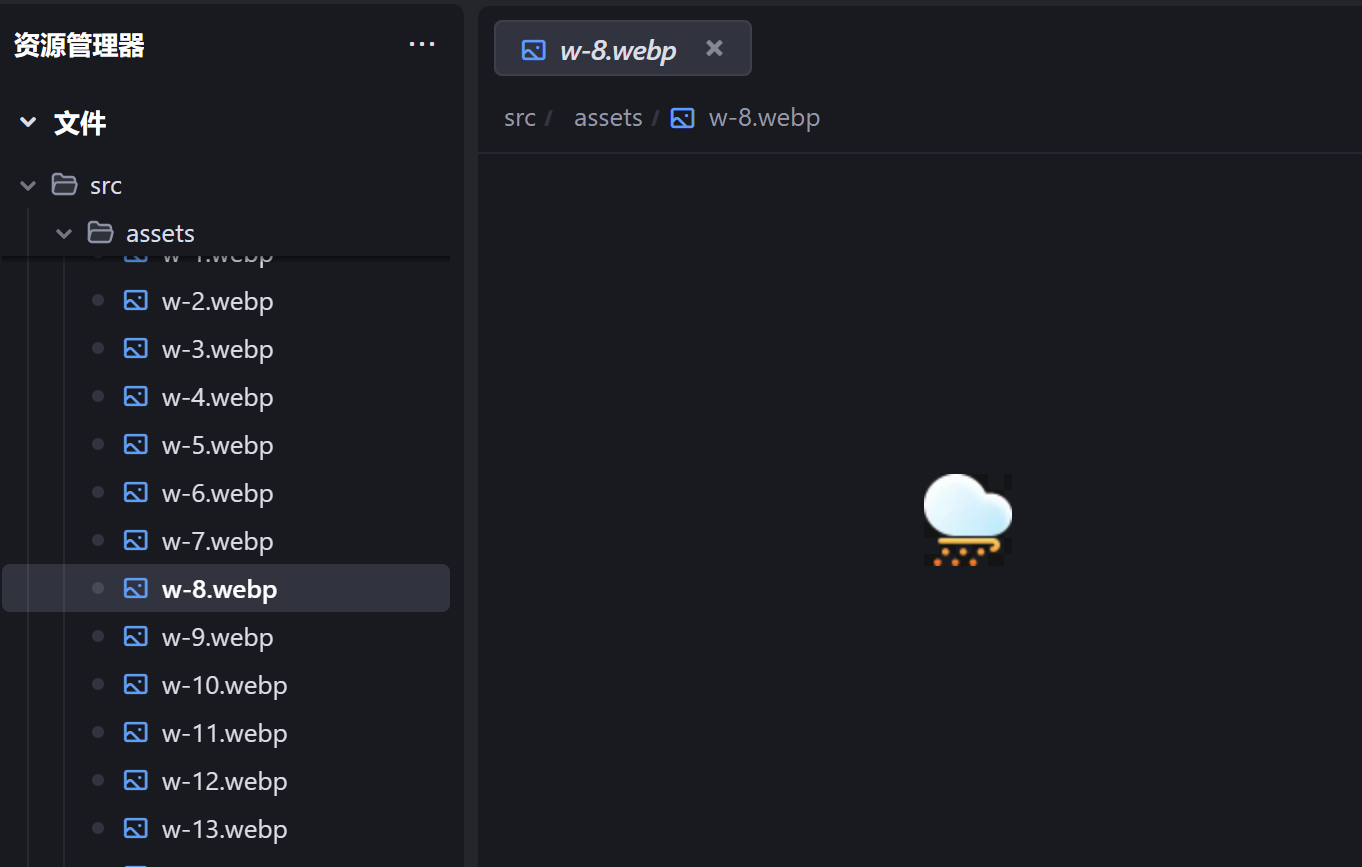 资源管理器
文件
src
assets
w-1.webp
w-2.webp
w-3.webp
w-4.webp
w-5.webp
w-6.webp
w-7.webp
w-8.webp
w-9.webp
w-10.webp
w-11.webp
w-12.webp
w-13.webp
w-8.webp
src / assets / w-8.webp